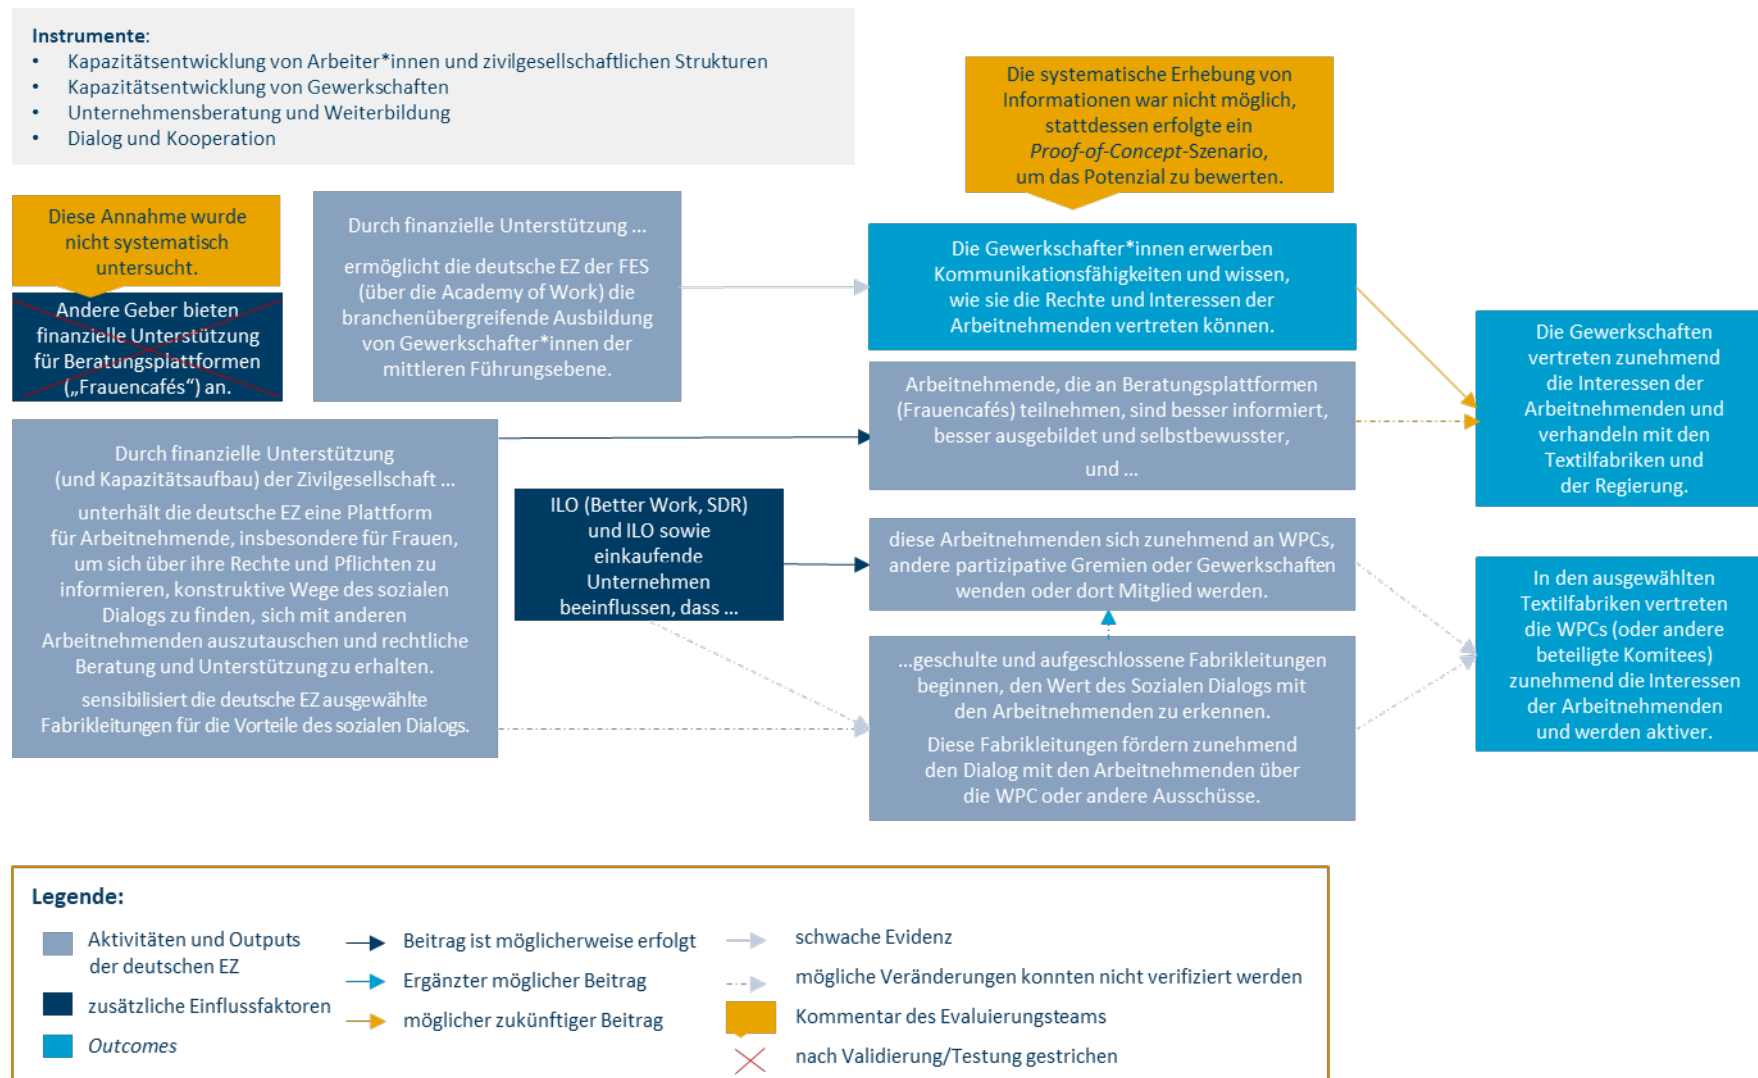 Instrumente:
• Kapazitätsentwicklung von Arbeiter*innen und zivilgesellschaftlichen Strukturen
• Kapazitätsentwicklung von Gewerkschaften
• Unternehmensberatung und Weiterbildung
• Dialog und Kooperation
Die systematische Erhebung von
Informationen war nicht möglich,
stattdessen erfolgte ein
Proof-of-Concept-Szenario,
um das Potenzial zu bewerten.
Diese Annahme wurde
nicht systematisch
untersucht.
Andere Geber bieten
finanzielle Unterstützung
für Beratungsplattformen
(„Frauencafés“) an.
Durch finanzielle Unterstützung ...
ermöglicht die deutsche EZ der FES
(über die Academy of Work) die
branchenübergreifende Ausbildung
von Gewerkschafter*innen der
mittleren Führungsebene.
Die Gewerkschafter*innen erwerben
Kommunikationsfähigkeiten und wissen,
wie sie die Rechte und Interessen der
Arbeitnehmenden vertreten können.
Die Gewerkschaften
vertreten zunehmend
die Interessen der
Arbeitnehmenden und
verhandeln mit den
Textilfabriken und
der Regierung.
Arbeitnehmende, die an Beratungsplattformen
(Frauencafés) teilnehmen, sind besser informiert,
besser ausgebildet und selbstbewusster,
und ...
Durch finanzielle Unterstützung
(und Kapazitätsaufbau) der Zivilgesellschaft ...
unterhält die deutsche EZ eine Plattform
für Arbeitnehmende, insbesondere für Frauen,
um sich über ihre Rechte und Pflichten zu
informieren, konstruktive Wege des sozialen
Dialogs zu finden, sich mit anderen
Arbeitnehmenden auszutauschen und rechtliche
Beratung und Unterstützung zu erhalten.
sensibilisiert die deutsche EZ ausgewählte
Fabrikleitungen für die Vorteile des sozialen Dialogs.
ILO (Better Work, SDR)
und ILO sowie
einkaufende
Unternehmen
beeinflussen, dass ...
diese Arbeitnehmenden sich zunehmend an WPCs,
andere partizipative Gremien oder Gewerkschaften
wenden oder dort Mitglied werden.
...geschulte und aufgeschlossene Fabrikleitungen
beginnen, den Wert des Sozialen Dialogs mit
den Arbeitnehmenden zu erkennen.
Diese Fabrikleitungen fördern zunehmend
den Dialog mit den Arbeitnehmenden über
die WPC oder andere Ausschüsse.
In den ausgewählten
Textilfabriken vertreten
die WPCs (oder andere
beteiligte Komitees)
zunehmend die Interessen
der Arbeitnehmenden
und werden aktiver.
Legende:
Aktivitäten und Outputs
der deutschen EZ
zusätzliche Einflussfaktoren
Outcomes
Beitrag ist möglicherweise erfolgt
Ergänzter möglicher Beitrag
möglicher zukünftiger Beitrag
schwache Evidenz
mögliche Veränderungen konnten nicht verifiziert werden
Kommentar des Evaluierungsteams
nach Validierung/Testung gestrichen